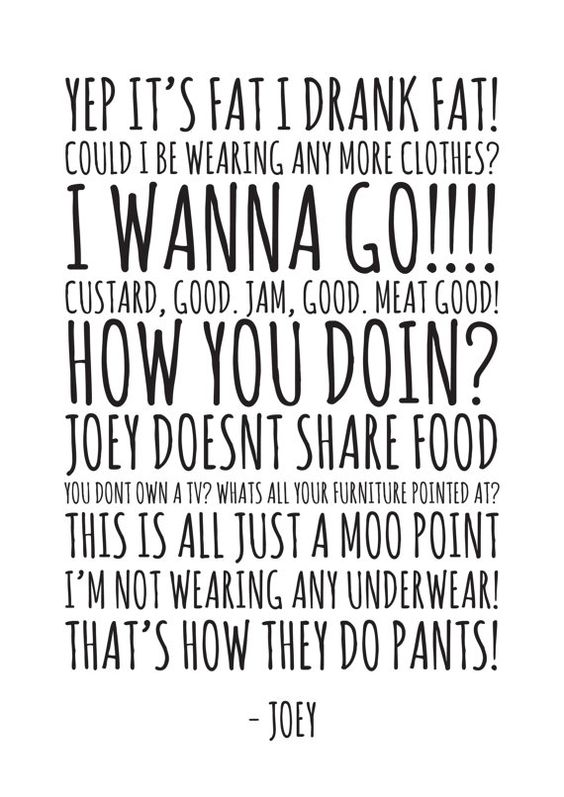 YEP IT'S FAT I DRANK FAT!
COULD I BE WEARING ANY MORE CLOTHES?
I WANNA GO!!!!
CUSTARD, GOOD. JAM, GOOD. MEAT GOOD!
HOW YOU DOIN?
JOEY DOESNT SHARE FOOD
YOU DONT OWN A TV? WHATS ALL YOUR FURNITURE POINTED AT?
THIS IS ALL JUST A MOO POINT
I'M NOT WEARING ANY UNDERWEAR!
THAT'S HOW THEY DO PANTS!
- JOEY